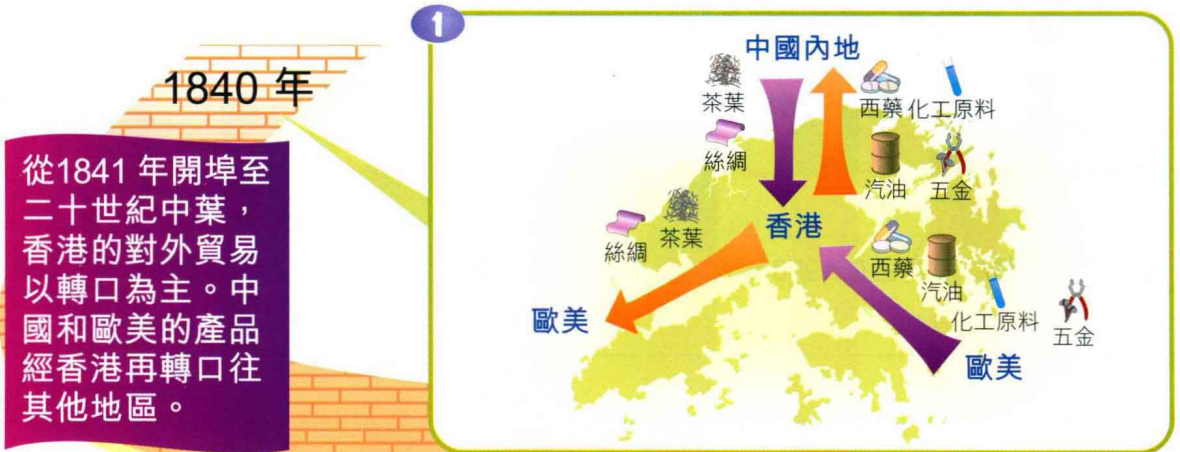 1840 年
從1841 年開埠至
二十世紀中葉，
香港的對外貿易
以轉口為主。中
國和歐美的產品
經香港再轉口往
其他地區。
1
中國內地
茶葉
絲綢
西藥
化工原料
汽油
五金
香港
絲綢
茶葉
歐美
西藥
汽油
化工原料
五金
歐美